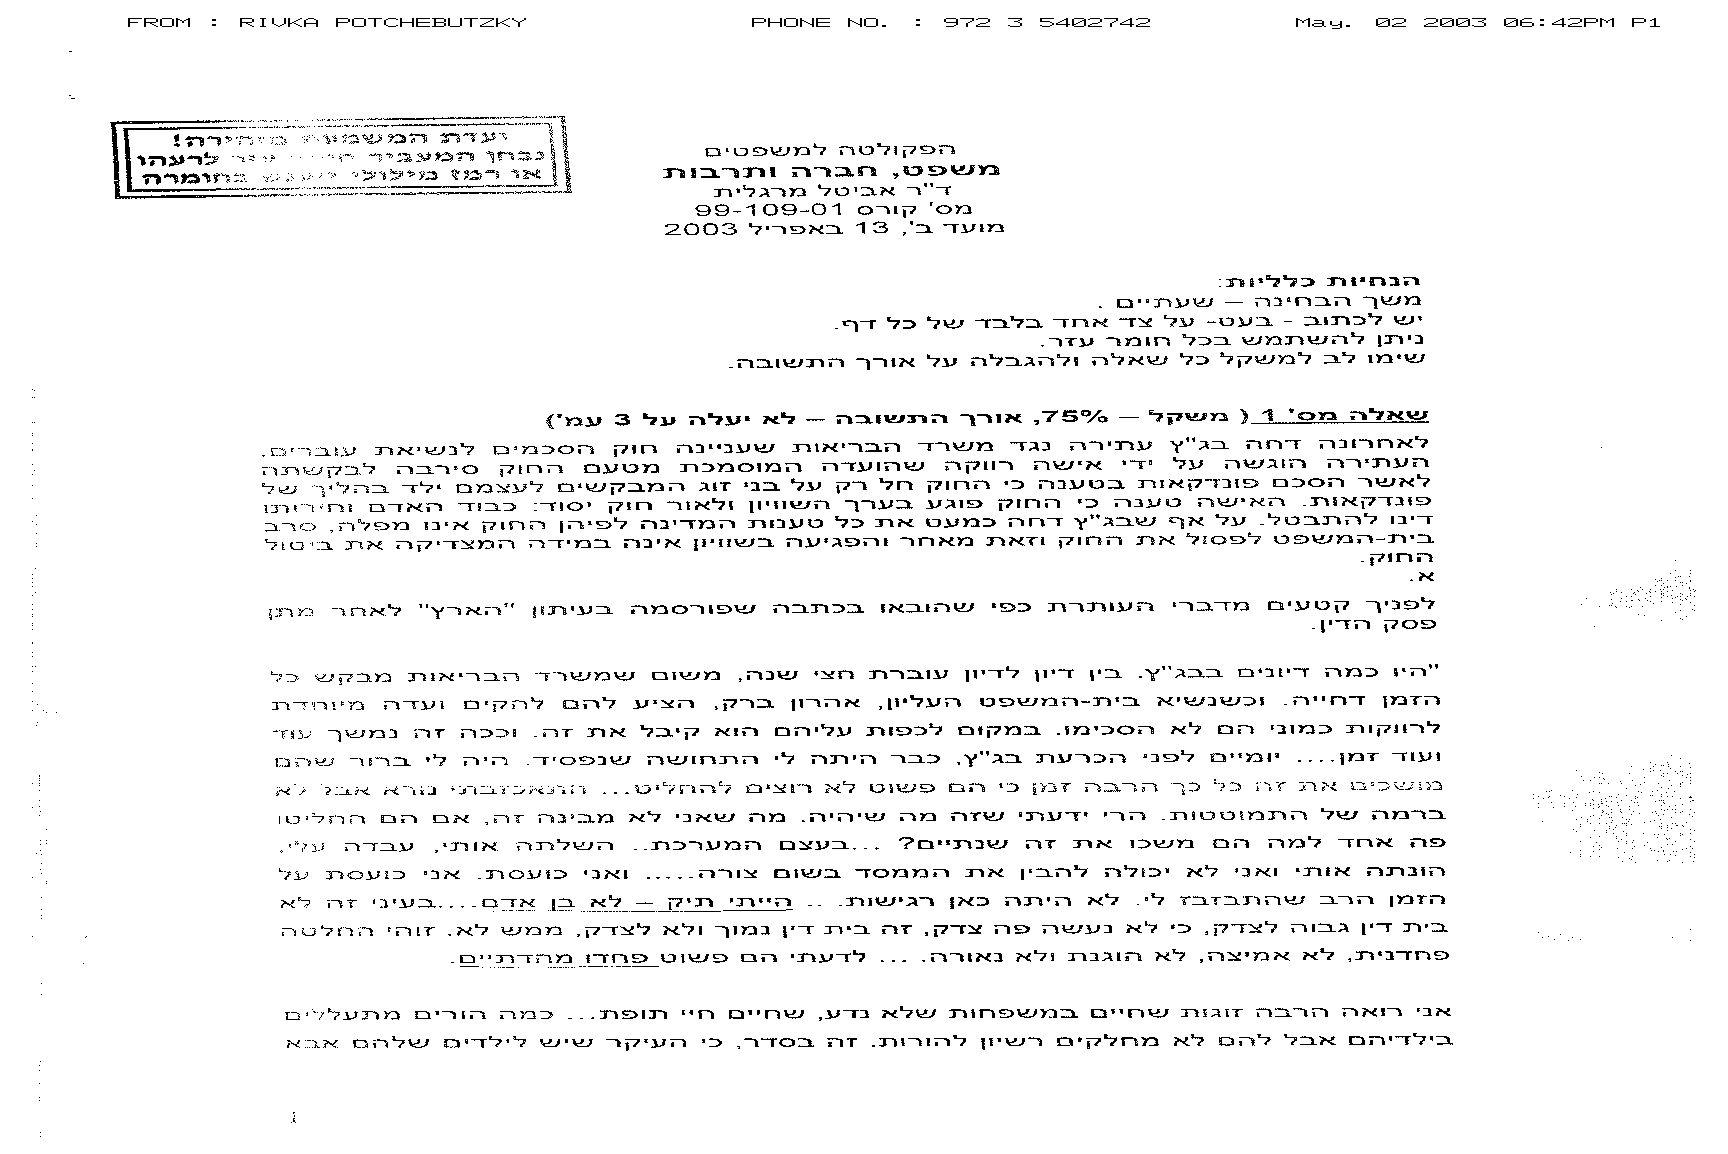 FROM : RIVKA POTCHEBUTZKY PHONE NO. : 972 3 5402742 May. 02 2003 06:42PM P1
ועדת המשמעת מזהירה!
נבחן המעביר חומר עזר לרעהו
או רמז מילולי ייענש בחומרה
הפקולטה למשפטים
משפט, חברה ותרבות
ד"ר אביטל מרגלית
מס' קורס 99-109-01
מועד ב', 13 באפריל 2003
הנחיות כלליות:
משך הבחינה – שעתיים .
יש לכתוב - בעט- על צד אחד בלבד של כל דף.
ניתן להשתמש בכל חומר עזר.
שימו לב למשקל כל שאלה ולהגבלה על אורך התשובה.
שאלה מס' 1 ( משקל – 75%, אורך התשובה – לא יעלה על 3 עמ')
לאחרונה דחה בג"ץ עתירה נגד משרד הבריאות שעניינה חוק הסכמים לנשיאת עוברים.
העתירה הוגשה על ידי אישה רווקה שהועדה המוסמכת מטעם החוק סירבה לבקשתה
לאשר הסכם פונדקאות בטענה כי החוק חל רק על בני זוג המבקשים לעצמם ילד בהליך של
פונדקאות. האישה טענה כי החוק פוגע בערך השוויון ולאור חוק יסוד: כבוד האדם וחירותו
דינו להתבטל. על אף שבג"ץ דחה כמעט את כל טענות המדינה לפיהן החוק אינו מפלה, סרב
בית-המשפט לפסול את החוק וזאת מאחר והפגיעה בשוויון אינה במידה המצדיקה את ביטול
החוק.
א.
לפניך קטעים מדברי העותרת כפי שהובאו בכתבה שפורסמה בעיתון "הארץ" לאחר מתן
פסק הדין.
"היו כמה דיונים בבג"ץ. בין דיון לדיון עוברת חצי שנה, משום שמשרד הבריאות מבקש כל
הזמן דחייה. וכשנשיא בית-המשפט העליון, אהרון ברק, הציע להם להקים ועדה מיוחדת
לרווקות כמוני הם לא הסכימו. במקום לכפות עליהם הוא קיבל את זה. וככה זה נמשך עוד
ועוד זמן.... יומיים לפני הכרעת בג"ץ, כבר היתה לי התחושה שנפסיד. היה לי ברור שהם
מושכים את זה כל כך הרבה זמן כי הם פשוט לא רוצים להחליט... התאכזבתי נורא אבל לא
ברמה של התמוטטות. הרי ידעתי שזה מה שיהיה. מה שאני לא מבינה זה, אם הם החליטו
פה אחד למה הם משכו את זה שנתיים? ...בעצם המערכת.. השלתה אותי, עבדה עלי,
הונתה אותי ואני לא יכולה להבין את הממסד בשום צורה..... ואני כועסת. אני כועסת על
הזמן הרב שהתבזבז לי. לא היתה כאן רגישות. .. הייתי תיק – לא בן אדם....בעיני זה לא
בית דין גבוה לצדק, כי לא נעשה פה צדק, זה בית דין נמוך ולא לצדק, ממש לא. זוהי החלטה
פחדנית, לא אמיצה, לא הוגנת ולא נאורה. ... לדעתי הם פשוט פחדו מהדתיים.
אני רואה הרבה זוגות שחיים במשפחות שלא נדע, שחיים חיי תופת... כמה הורים מתעללים
בילדיהם אבל להם לא מחלקים רשיון להורות. זה בסדר, כי העיקר שיש לילדים שלהם אבא
1